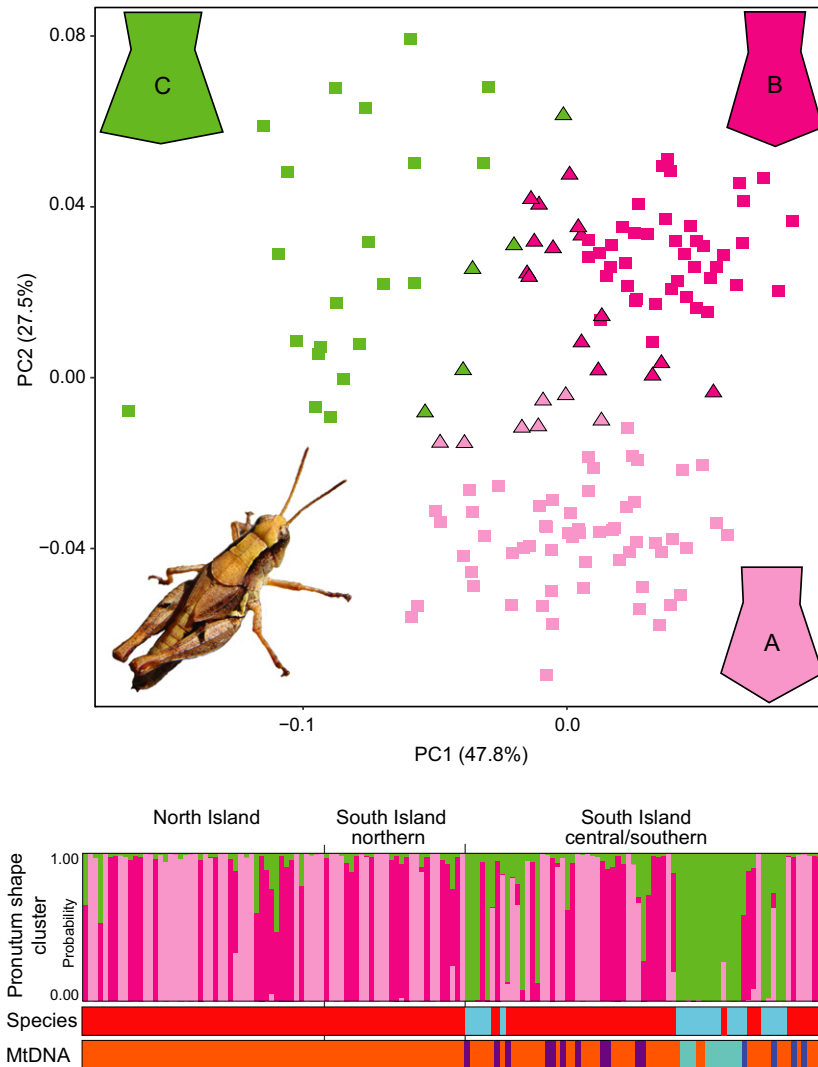 0.08
C
B
0.04
PC2 (27.5%)
0.00
−0.04
A
−0.1
0.0
PC1 (47.8%)
North Island
South Island
northern
South Island
central/southern
Pronutum shape
cluster
Probability
1.00
0.00
Species
MtDNA